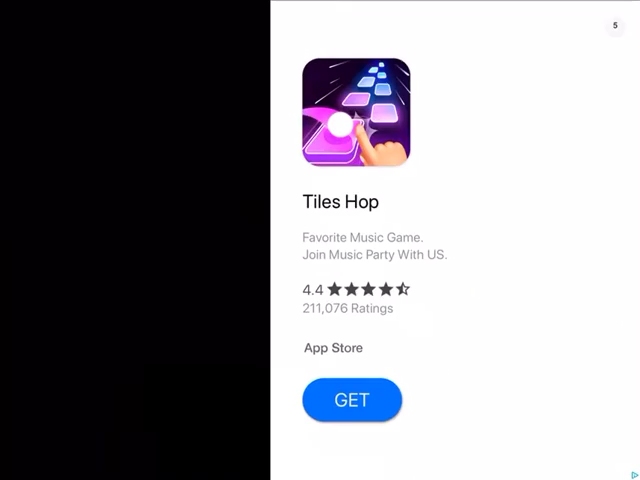 5
Tiles Hop
Favorite Music Game.
Join Music Party With US.
4.4
211,076 Ratings
App Store
GET